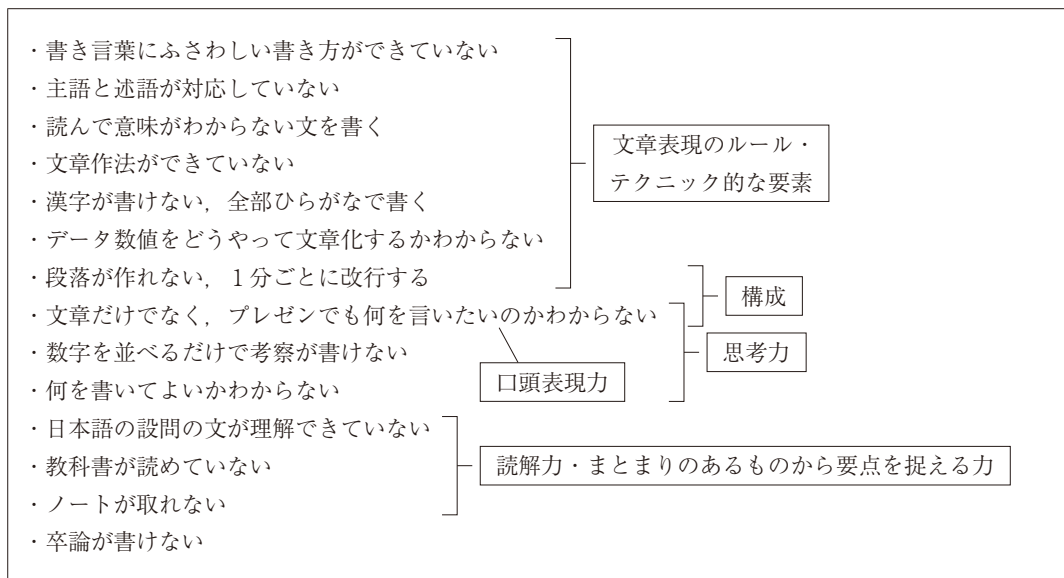 ・書き言葉にふさわしい書き方ができていない
・主語と述語が対応していない
・読んで意味がわからない文を書く
・文章作法ができていない
・漢字が書けない，全部ひらがなで書く
・データ数値をどうやって文章化するかわからない
・段落が作れない，１分ごとに改行する
・文章だけでなく，プレゼンでも何を言いたいのかわからない
・数字を並べるだけで考察が書けない
・何を書いてよいかわからない
・日本語の設問の文が理解できていない
・教科書が読めていない
・ノートが取れない
・卒論が書けない
文章表現のルール・
テクニック的な要素
構成
思考力
口頭表現力
読解力・まとまりのあるものから要点を捉える力